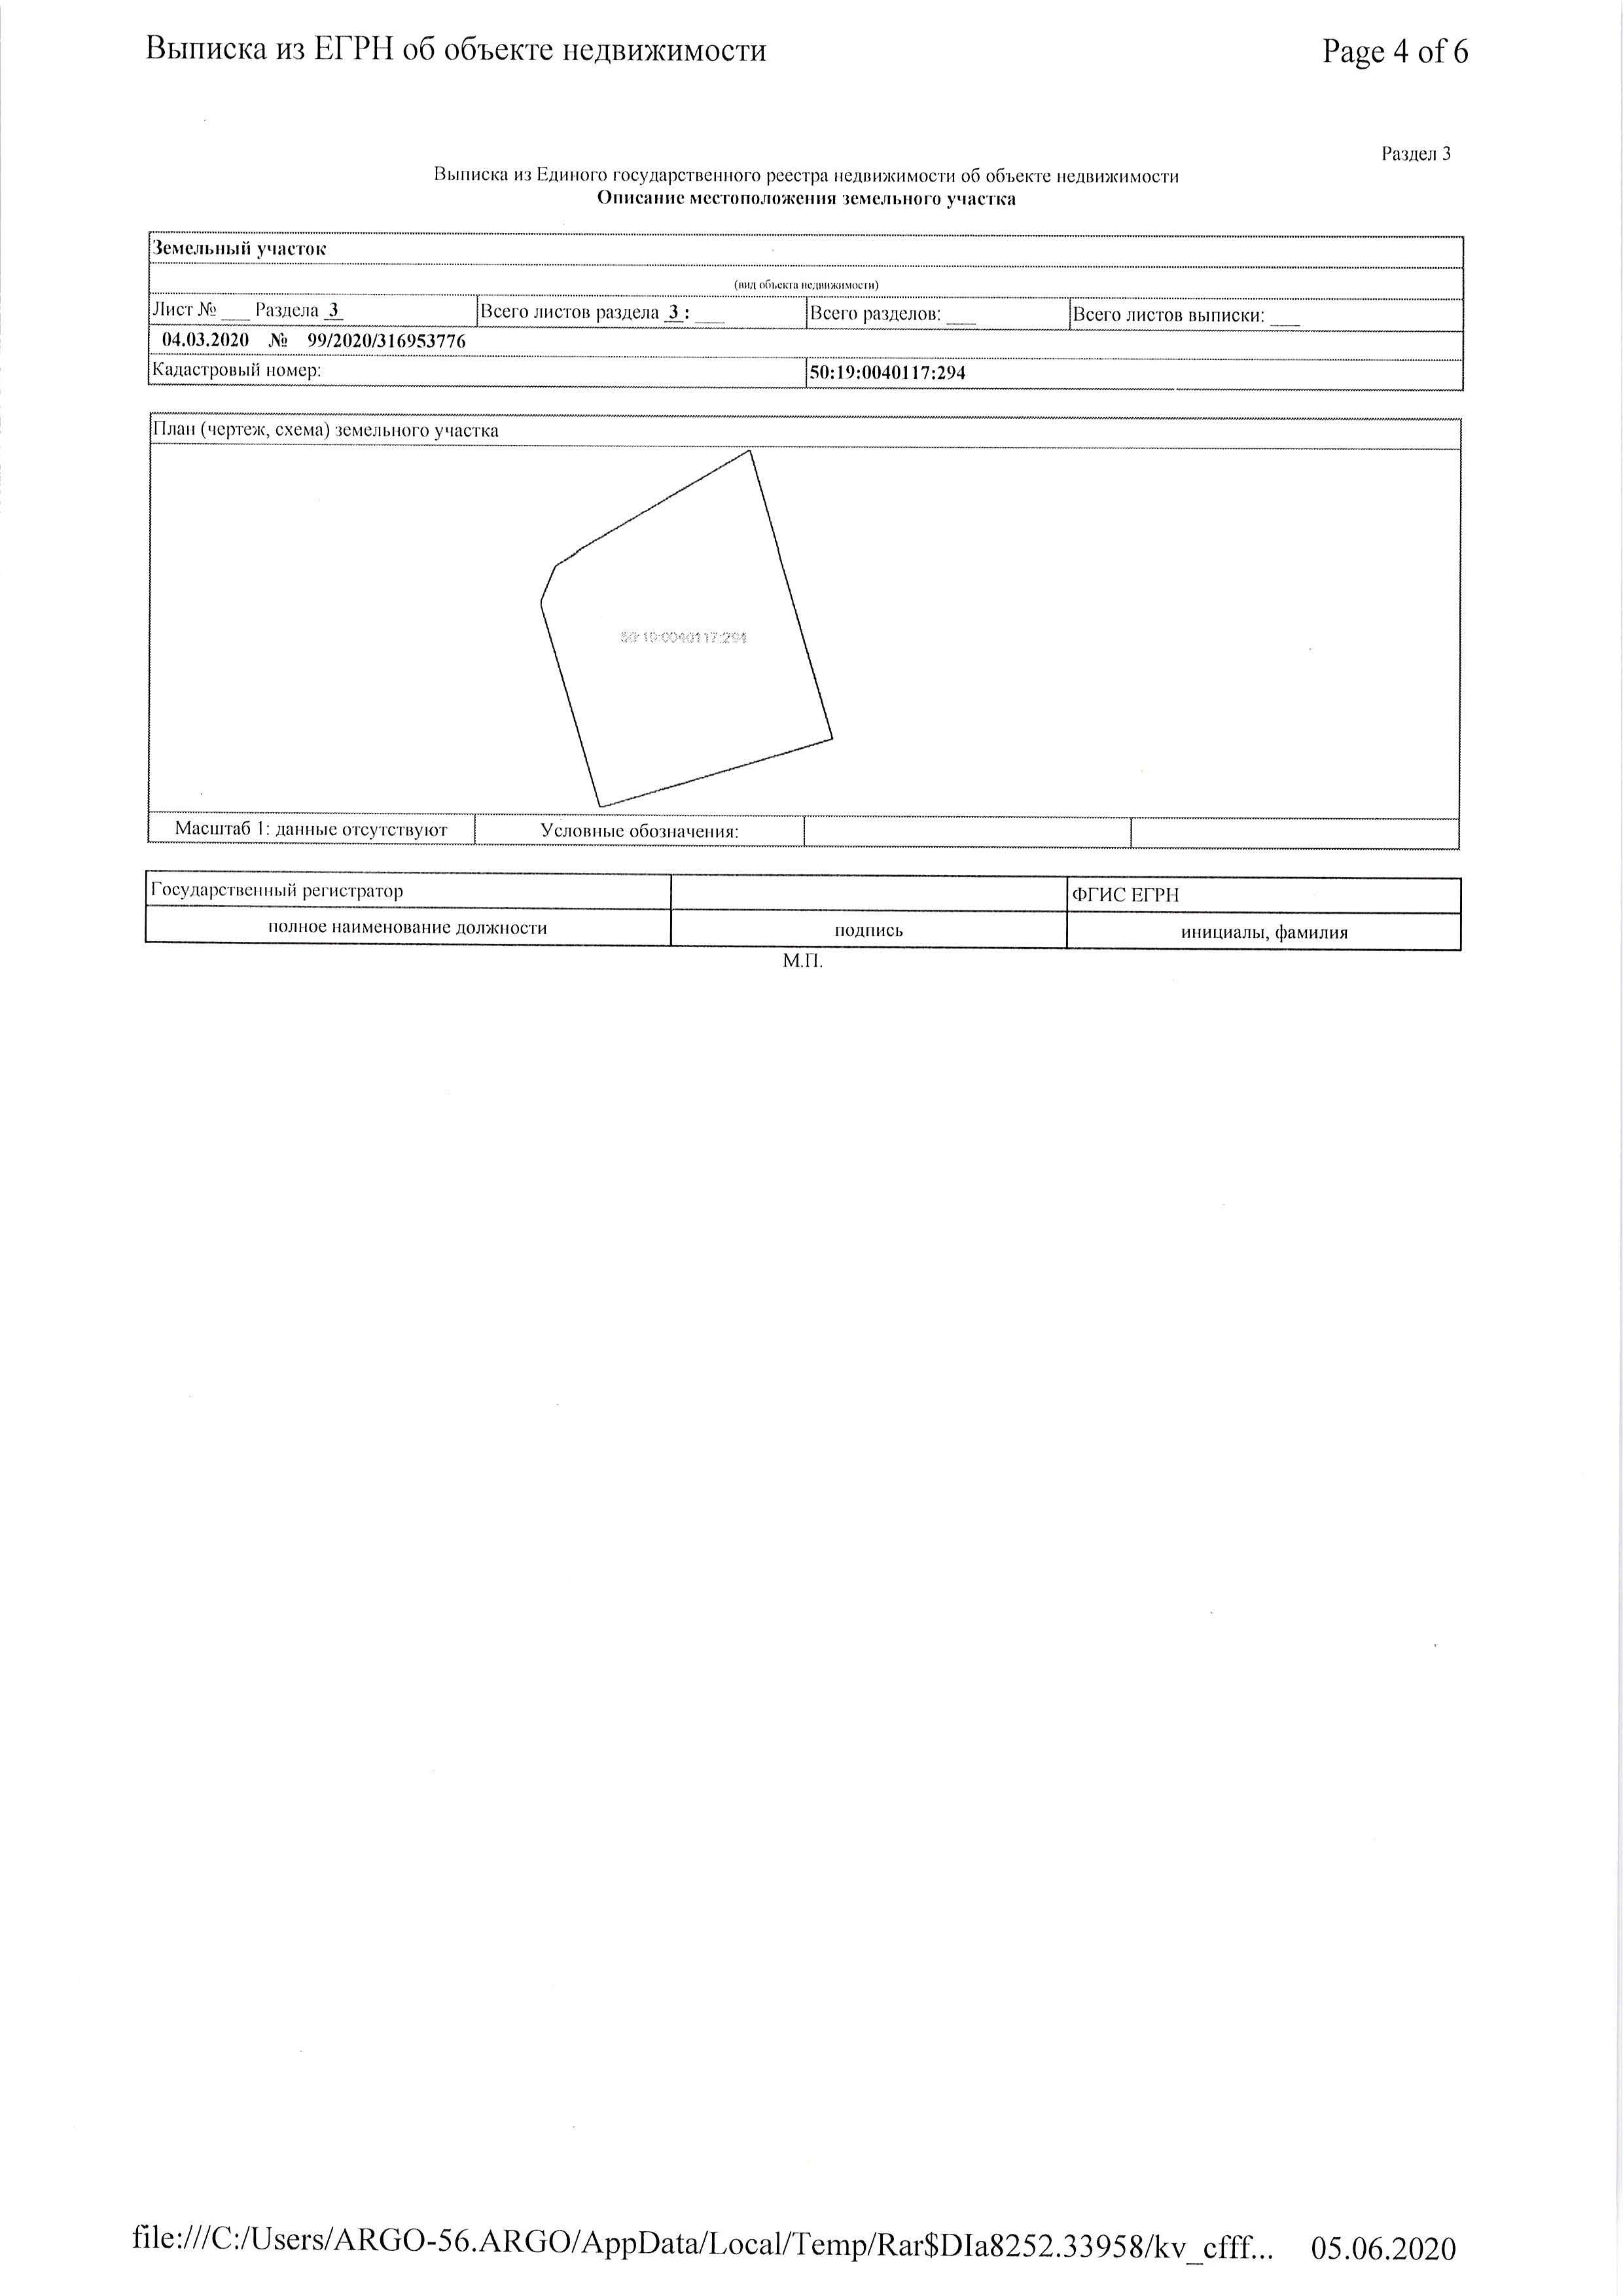 Выписка из ЕГРН об объекте недвижимости Page 4 of 6
Раздел 3
Выписка из Единого государственного реестра недвижимости об объекте недвижимости
Описание местоположения земельного участка
Земельный участок
(вид объекта недвижимости)
Лист № ___ Раздела 3 Всего листов раздела 3 : ___ Всего разделов: ___ Всего листов выписки: ___
04.03.2020 № 99/2020/316953776
Кадастровый номер: 50:19:0040117:294
План (чертеж, схема) земельного участка
50:19:0040117:294
Масштаб 1: данные отсутствуют Условные обозначения:
Государственный регистратор ФГИС ЕГРН
полное наименование должности подпись инициалы, фамилия
М.П.
file:///C:/Users/ARGO-56.ARGO/AppData/Local/Temp/Rar$DIa8252.33958/kv_cfff... 05.06.2020